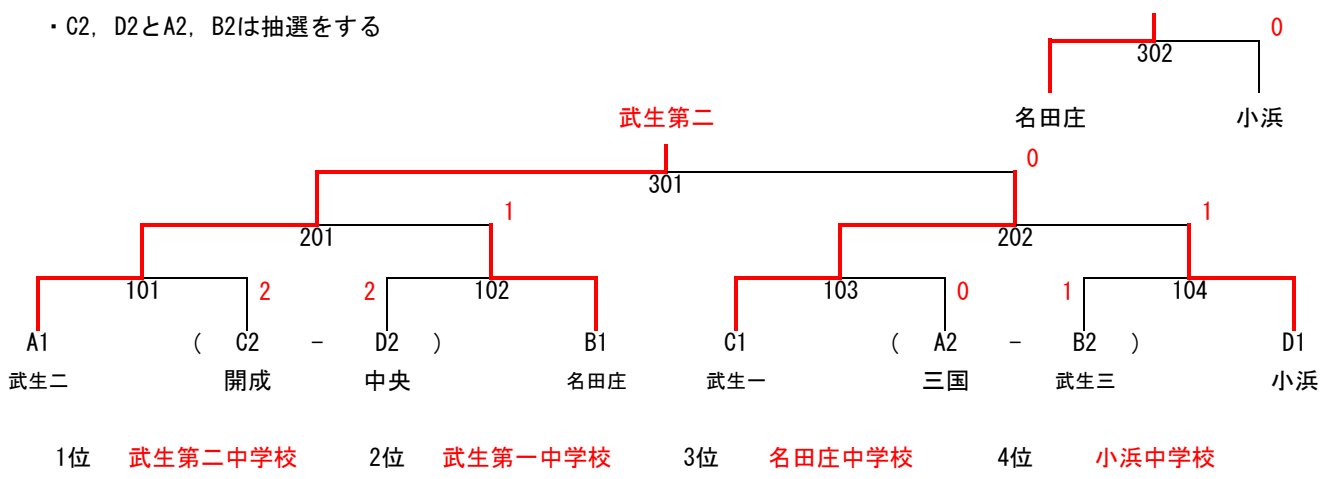 ・C2, D2とA2, B2は抽選をする
0
302
名田庄 小浜
武生第二
0
301
1 1
201 202
101 2 2 102 103 0 1 104
A1 ( C2 － D2 ) B1 C1 ( A2 － B2 ) D1
武生二 開成 中央 名田庄 武生一 三国 武生三 小浜
1位 武生第二中学校 2位 武生第一中学校 3位 名田庄中学校 4位 小浜中学校